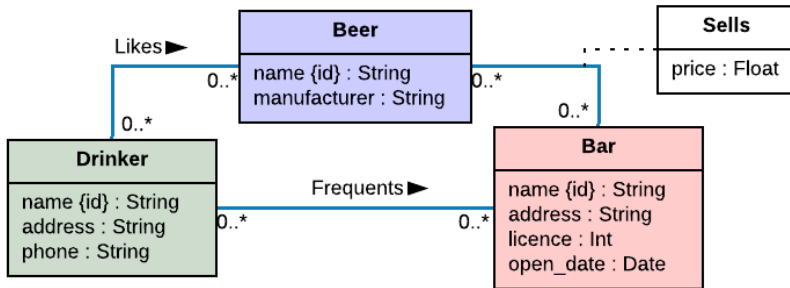 Likes ►
Beer
name {id} : String
manufacturer : String
0..*
0..*
Sells
price : Float
0..*
0..*
Drinker
name {id} : String
address : String
phone : String
Frequents ►
0..*
0..*
Bar
name {id} : String
address : String
licence : Int
open_date : Date